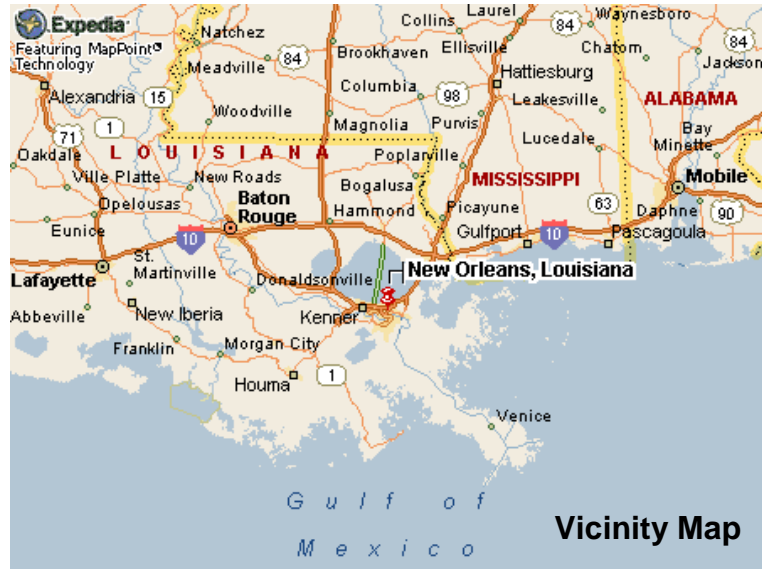 Expedia
Featuring MapPoint®
Technology
Natchez
84
Collins
Laurel
84
Waynesboro
84
Meadville
Brookhaven
Ellisville
Chatom
Jackson
Alexandria
15
Columbia
98
Hattiesburg
Leakesville
ALABAMA
71
1
Woodville
Magnolia
Purvis
Lucedale
Bay
Minette
Oakdale
LOUISIANA
Poplarville
Ville Platte
New Roads
Bogalusa
MISSISSIPPI
Mobile
Opelousas
Baton
Rouge
Hammond
Picayune
63
Daphne
90
Eunice
10
Gulfport
10
Pascagoula
Lafayette
St.
Martinville
Donaldsonville
New Orleans, Louisiana
Abbeville
New Iberia
Kenner
Franklin
Morgan City
Houma
1
Venice
Gulf of
Mexico
Vicinity Map